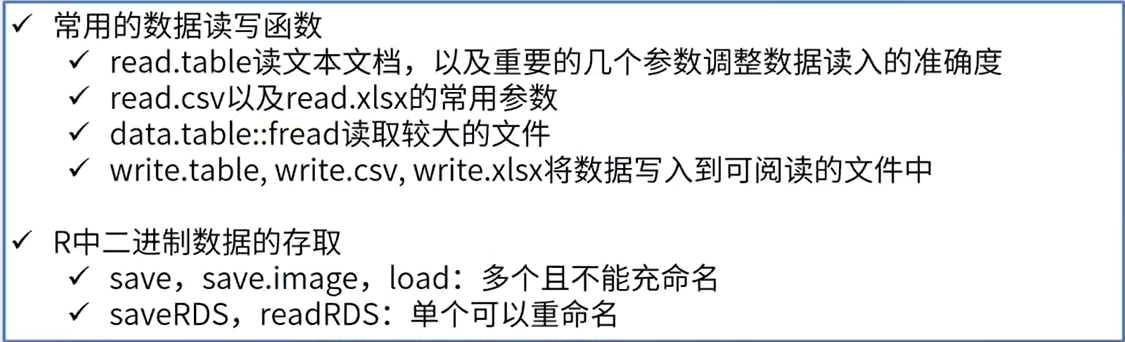 ✓ 常用的数据读写函数
✓ read.table读文本文档，以及重要的几个参数调整数据读入的准确度
✓ read.csv以及read.xlsx的常用参数
✓ data.table::fread读取较大的文件
✓ write.table, write.csv, write.xlsx将数据写入到可阅读的文件中
✓ R中二进制数据的存取
✓ save，save.image，load：多个且不能充命名
✓ saveRDS，readRDS：单个可以重命名